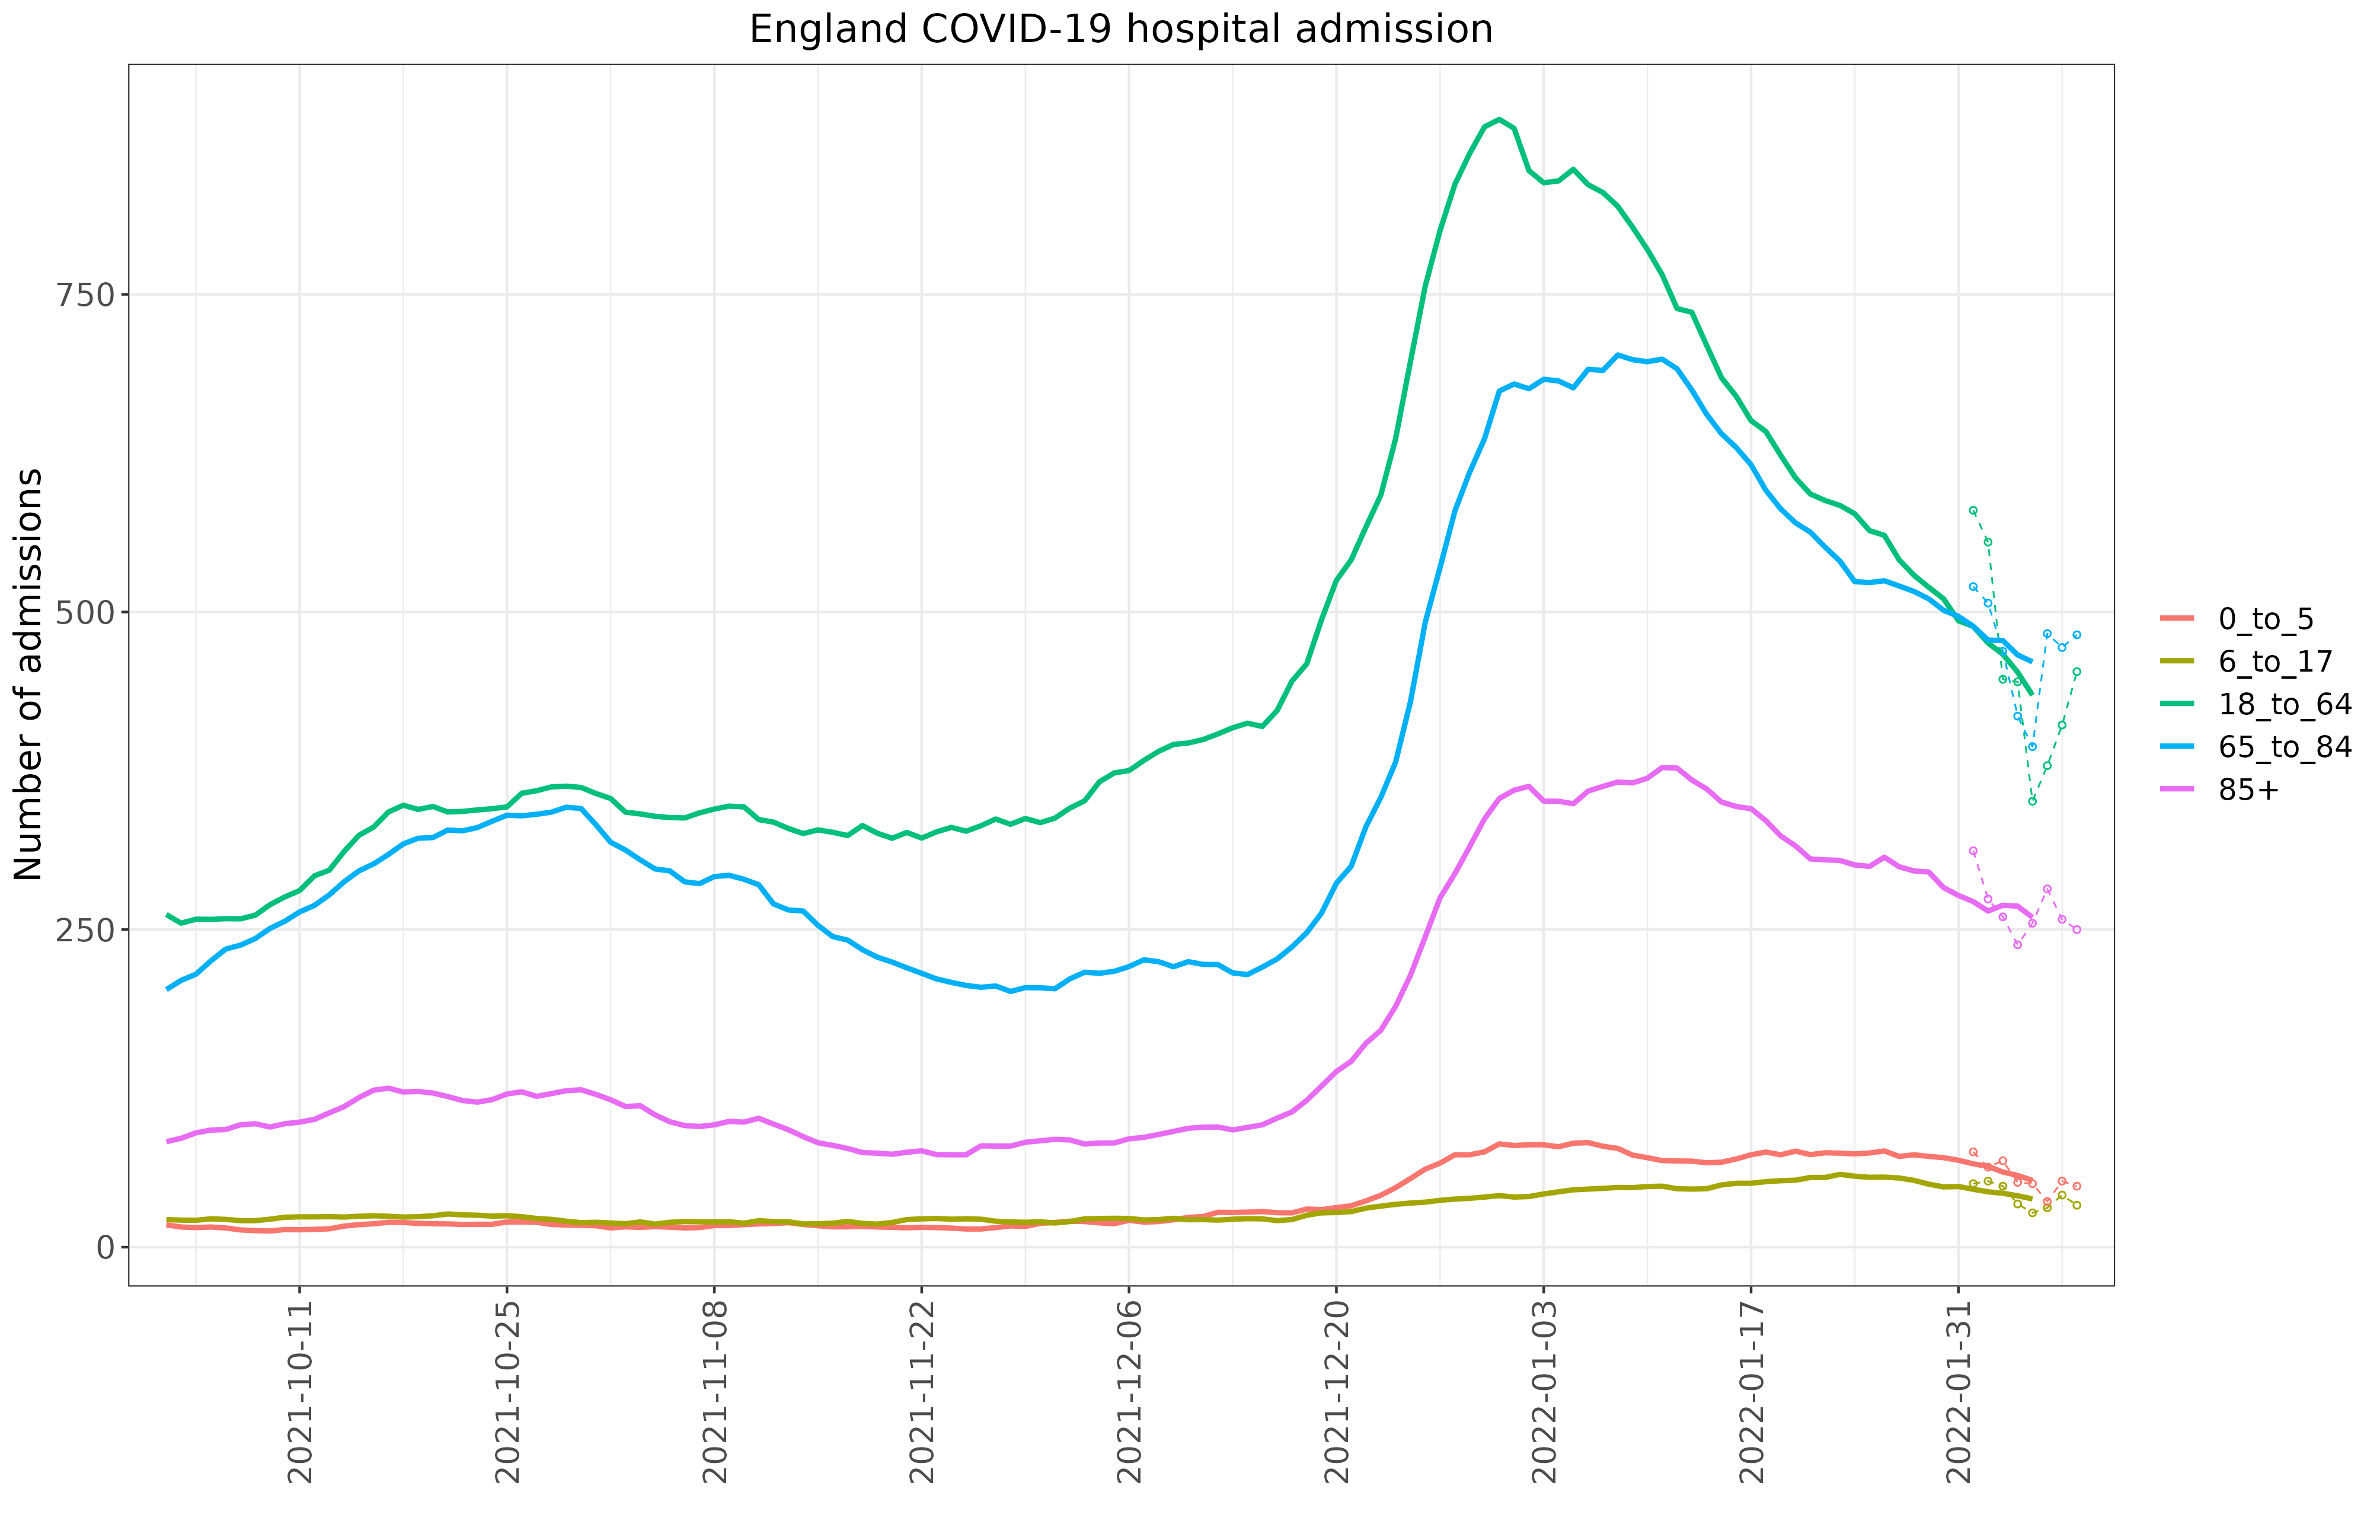 England COVID-19 hospital admission
Number of admissions
750
500
250
0
2021-10-11
2021-10-25
2021-11-08
2021-11-22
2021-12-06
2021-12-20
2022-01-03
2022-01-17
2022-01-31
0_to_5
6_to_17
18_to_64
65_to_84
85+